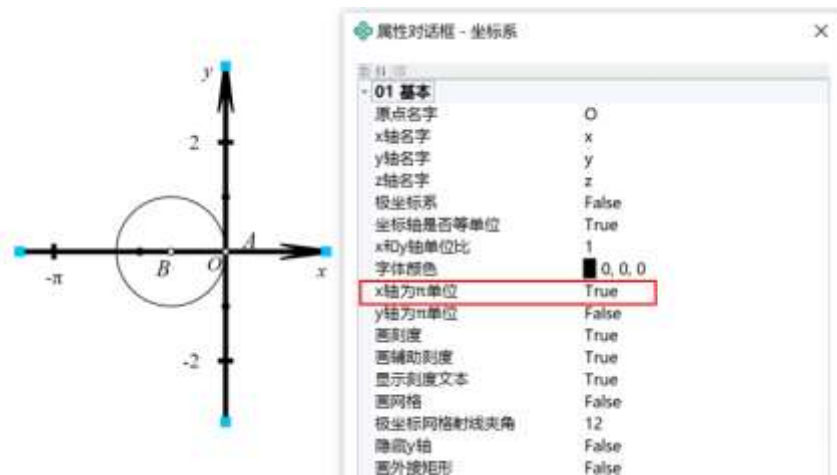 y
2
A
-π
B
O
x
-2
属性对话框 - 坐标系
01 基本
原点名字 O
x轴名字 x
y轴名字 y
z轴名字 z
极坐标系 False
坐标轴是否等单位 True
x和y轴单位比 1
字体颜色 0, 0, 0
x轴为π单位 True
y轴为π单位 False
画刻度 True
画辅助刻度 True
显示刻度文本 True
画网格 False
极坐标网格射线夹角 12
隐藏y轴 False
画外接矩形 False